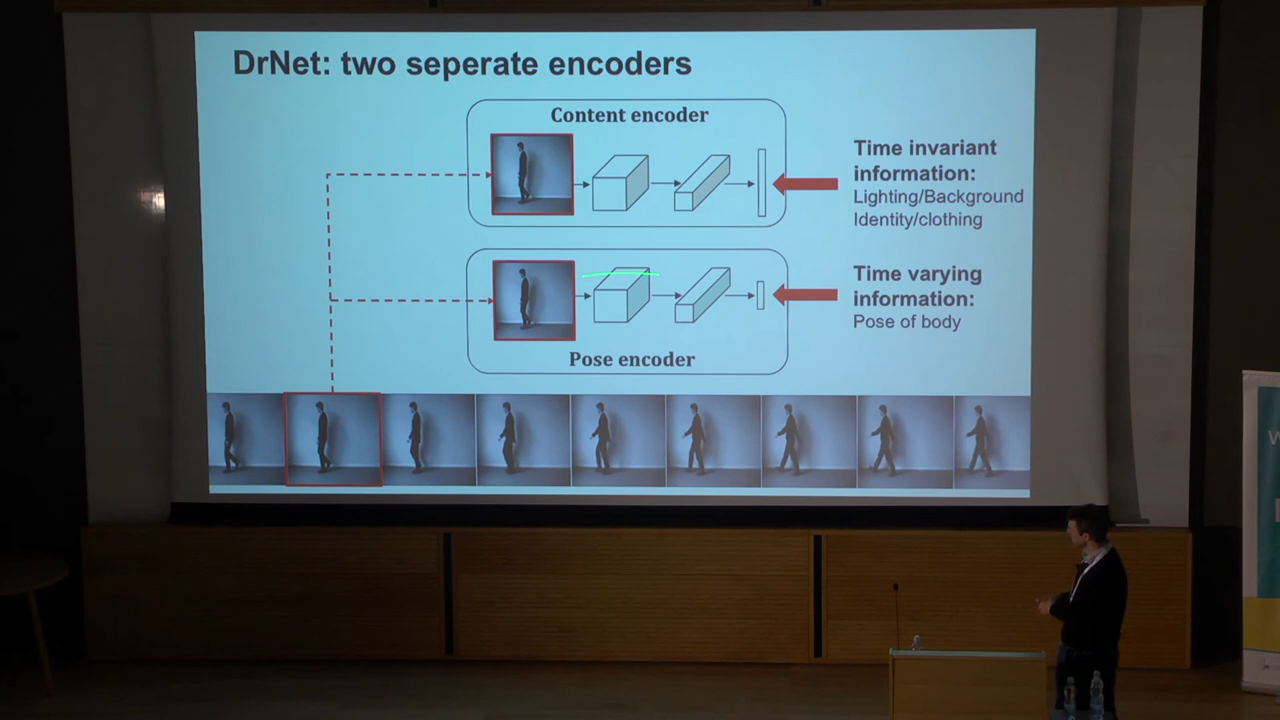 DrNet: two seperate encoders
Content encoder
Time invariant
information:
Lighting/Background
Identity/clothing
Time varying
information:
Pose of body
Pose encoder